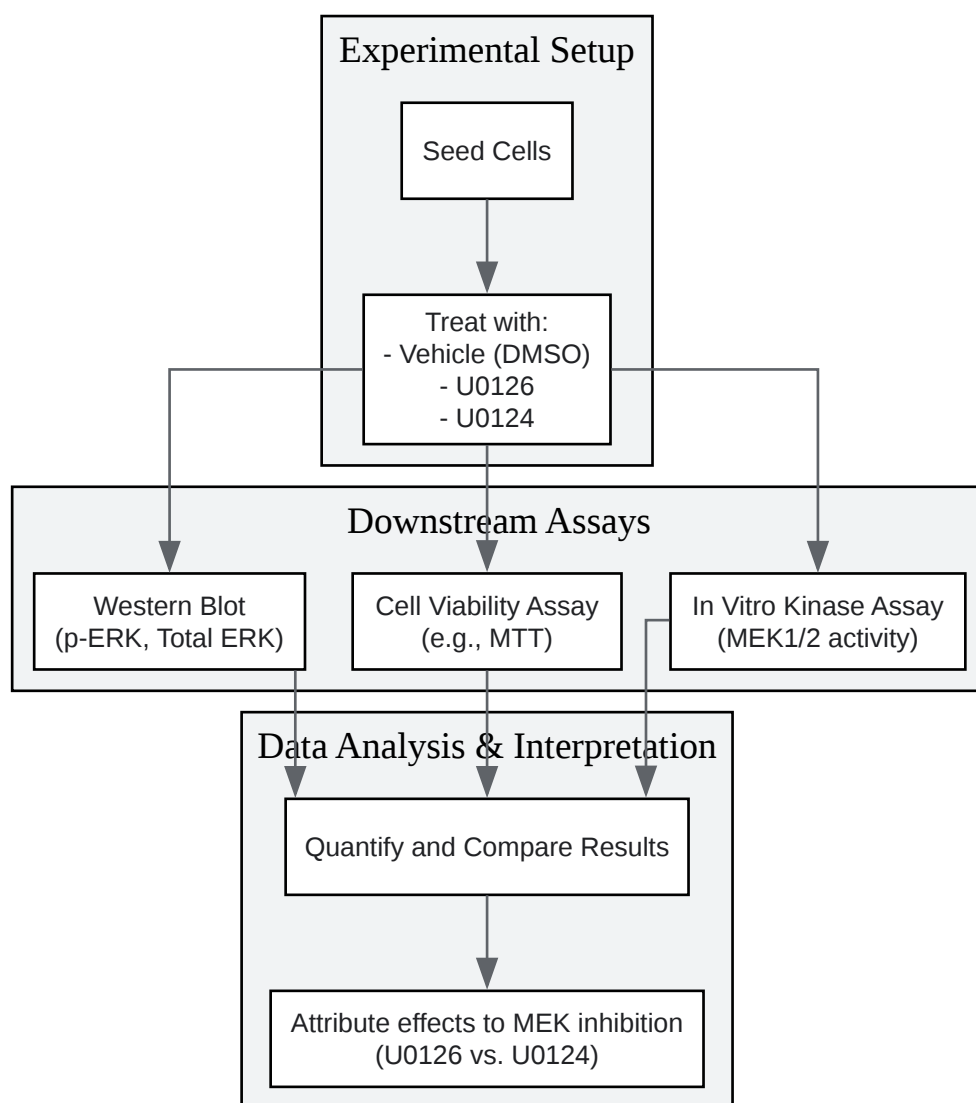 Experimental Setup
Seed Cells
Treat with:
- Vehicle (DMSO)
- U0126
- U0124
Downstream Assays
Western Blot
(p-ERK, Total ERK)
Cell Viability Assay
(e.g., MTT)
In Vitro Kinase Assay
(MEK1/2 activity)
Data Analysis & Interpretation
Quantify and Compare Results
Attribute effects to MEK inhibition
(U0126 vs. U0124)